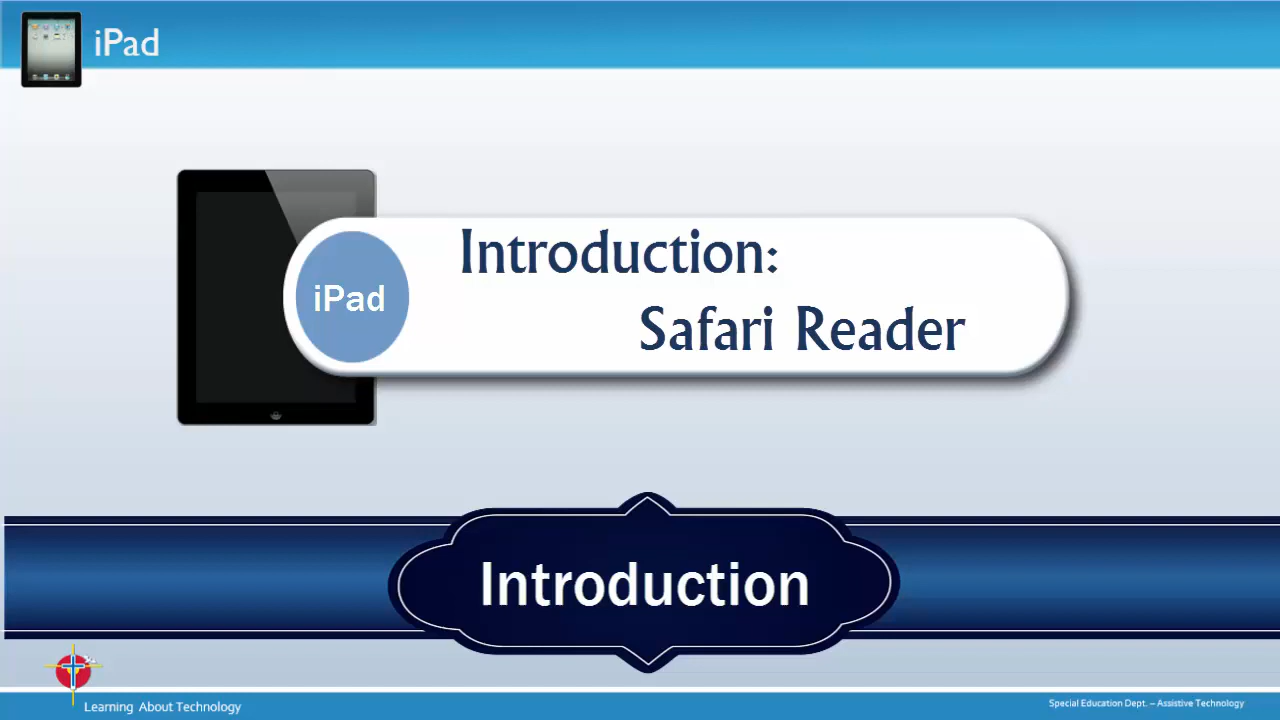 iPad
Introduction:
Safari Reader
iPad
Introduction
Learning About Technology
Special Education Dept. – Assistive Technology